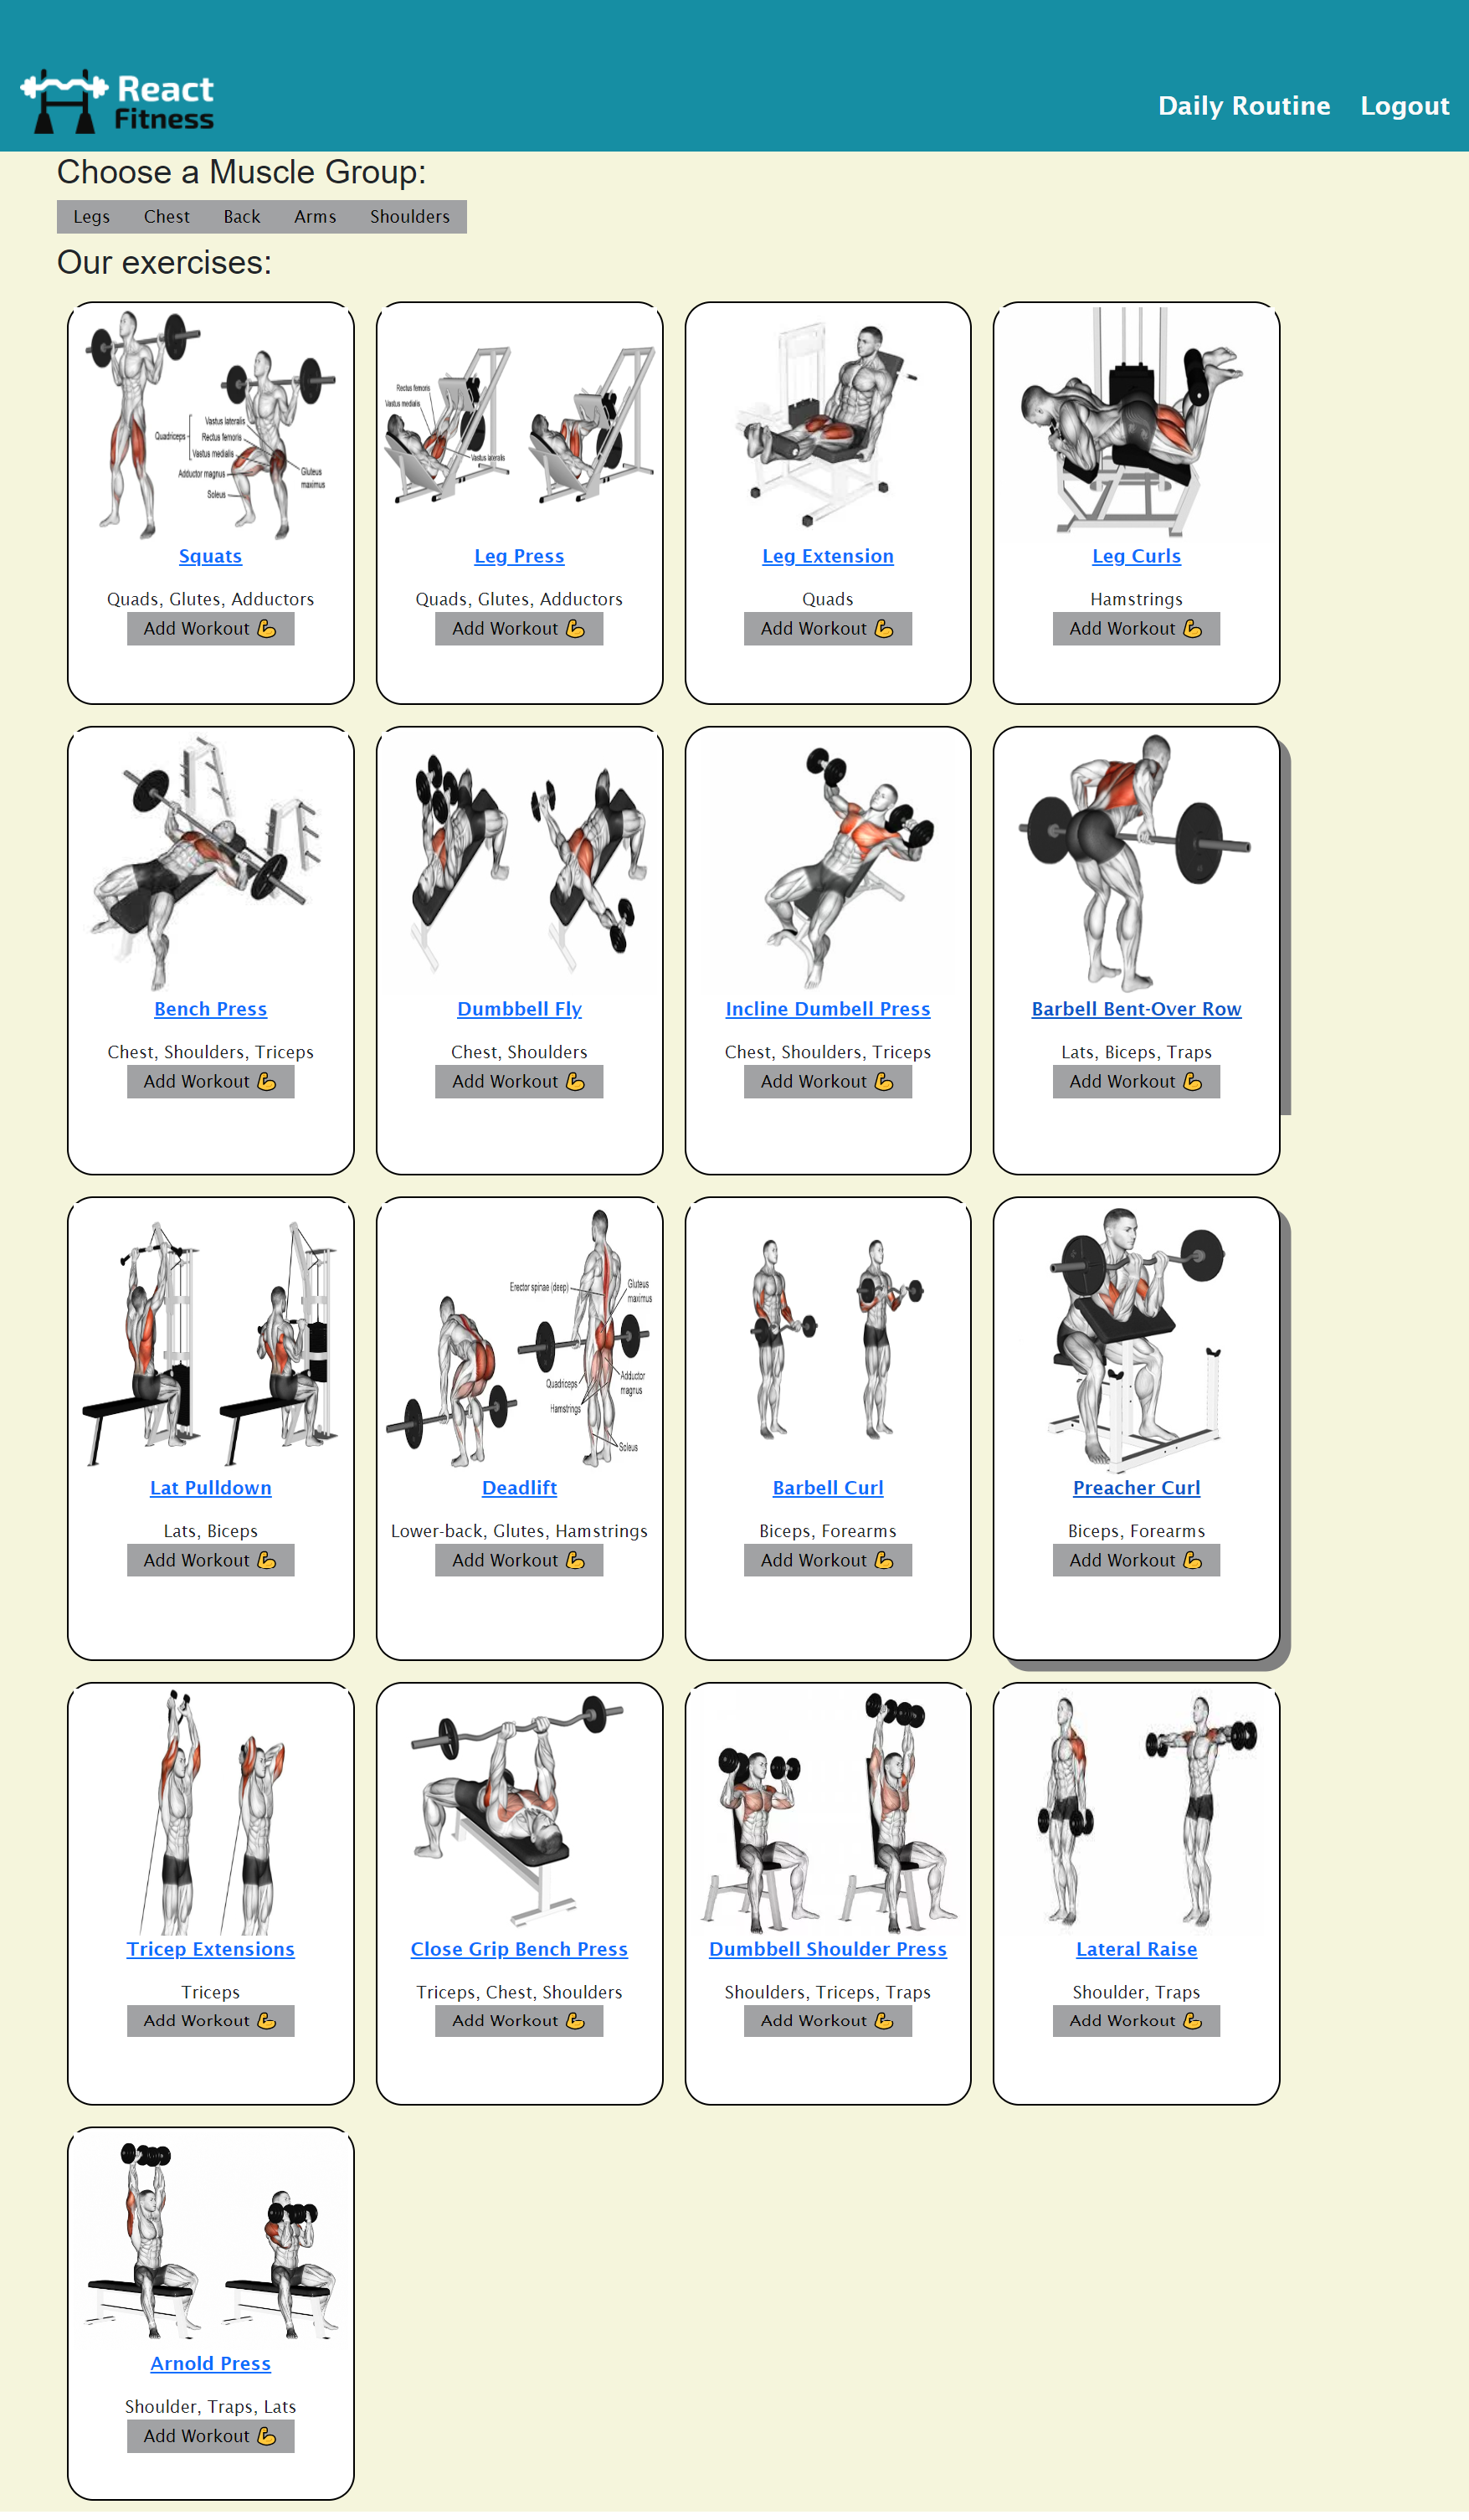 React
Fitness
Daily Routine
Logout
Choose a Muscle Group:
Legs
Chest
Back
Arms
Shoulders
Our exercises:
Vastus lateralis
Quadriceps
Rectus femoris
Vastus medialis
Adductor magnus
Gluteus
maximus
Soleus
Squats
Quads, Glutes, Adductors
Add Workout 💪
Rectus femoris
Vastus medialis
Vastus lateralis
Leg Press
Quads, Glutes, Adductors
Add Workout 💪
Leg Extension
Quads
Add Workout 💪
Leg Curls
Hamstrings
Add Workout 💪
Bench Press
Chest, Shoulders, Triceps
Add Workout 💪
Dumbbell Fly
Chest, Shoulders
Add Workout 💪
Incline Dumbell Press
Chest, Shoulders, Triceps
Add Workout 💪
Barbell Bent-Over Row
Lats, Biceps, Traps
Add Workout 💪
Lat Pulldown
Lats, Biceps
Add Workout 💪
Erector spinae (deep)
Gluteus
maximus
Quadriceps
Adductor
magnus
Hamstrings
Soleus
Deadlift
Lower-back, Glutes, Hamstrings
Add Workout 💪
Barbell Curl
Biceps, Forearms
Add Workout 💪
Preacher Curl
Biceps, Forearms
Add Workout 💪
Tricep Extensions
Triceps
Add Workout 💪
Close Grip Bench Press
Triceps, Chest, Shoulders
Add Workout 💪
Dumbbell Shoulder Press
Shoulders, Triceps, Traps
Add Workout 💪
Lateral Raise
Shoulder, Traps
Add Workout 💪
Arnold Press
Shoulder, Traps, Lats
Add Workout 💪